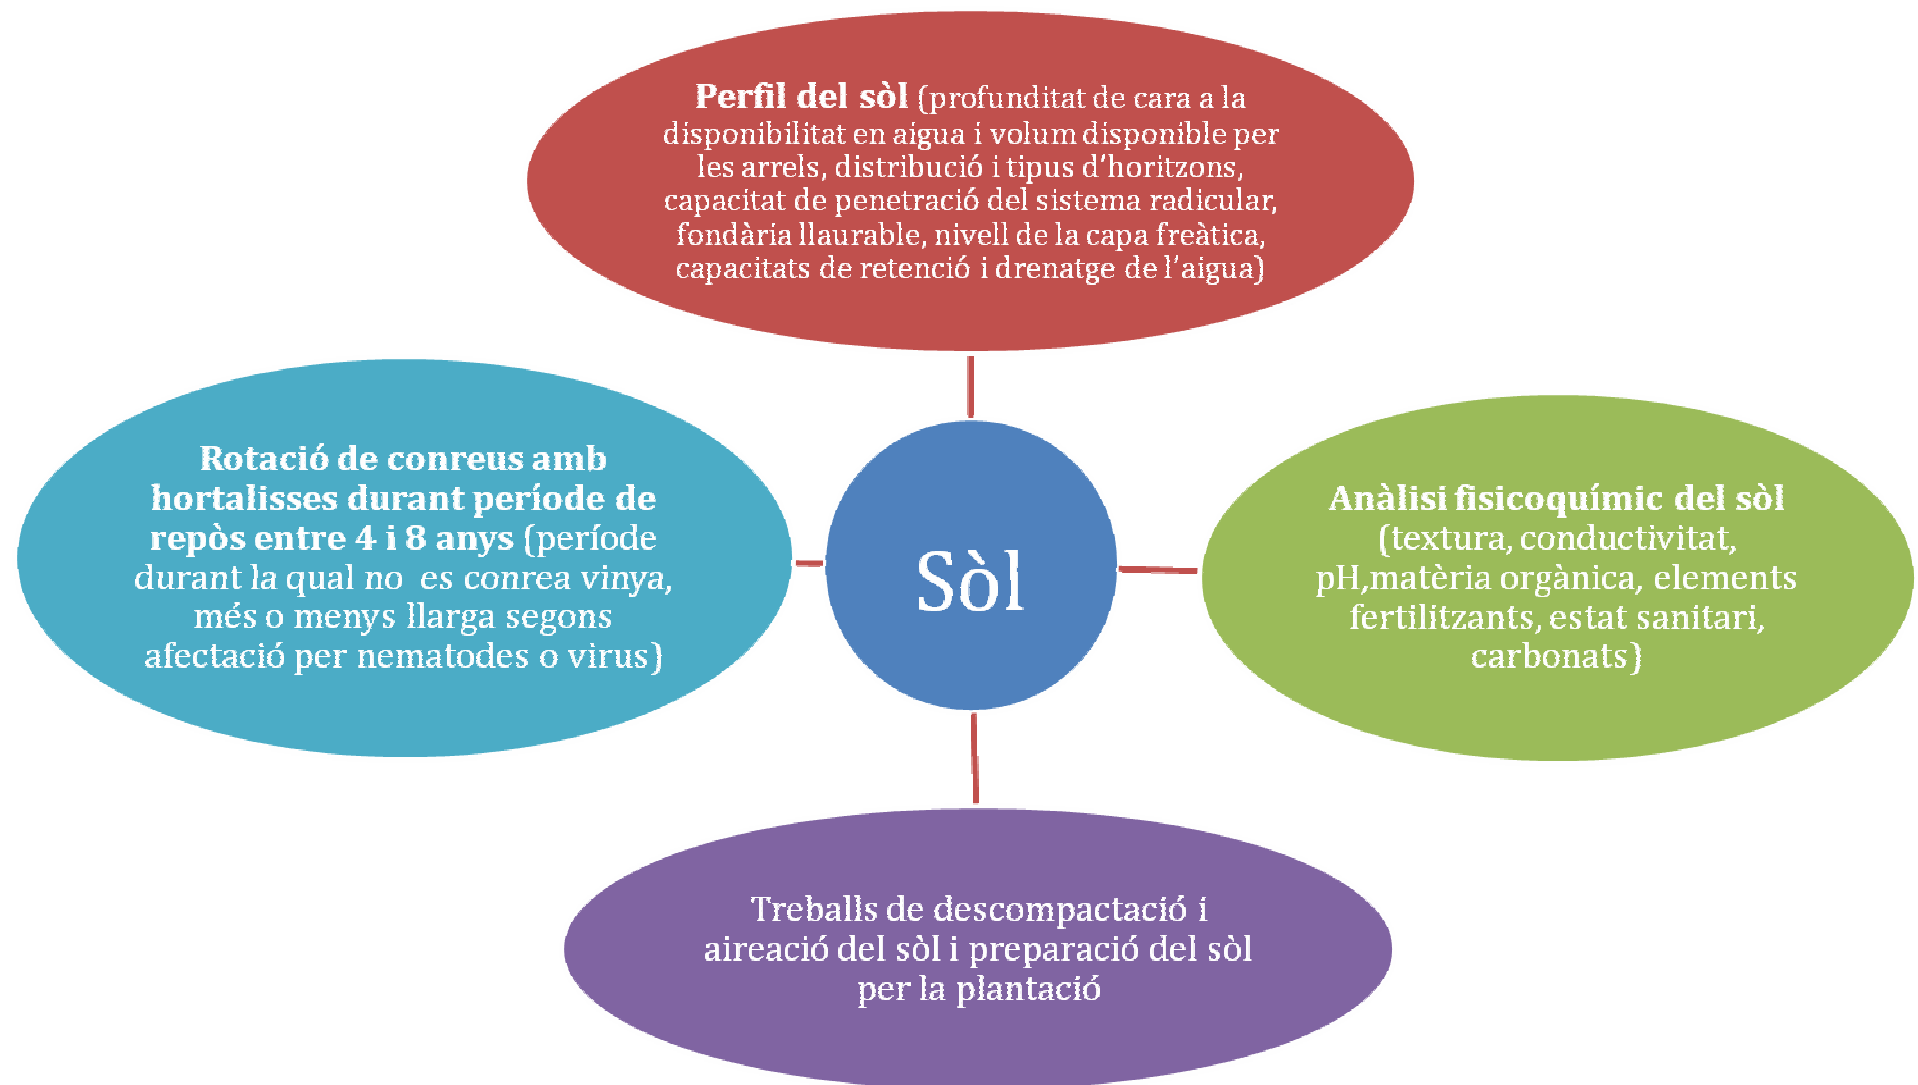 Perfil del sòl (profunditat de cara a la
disponibilitat en aigua i volum disponible per
les arrels, distribució i tipus d’horitzons,
capacitat de penetració del sistema radicular,
fondària llaurable, nivell de la capa freàtica,
capacitats de retenció i drenatge de l’aigua)
Rotació de conreus amb
hortalisses durant període de
repòs entre 4 i 8 anys (període
durant la qual no es conrea vinya,
més o menys llarga segons
afectació per nematodes o virus)
Sòl
Anàlisi fisicoquímic del sòl
(textura, conductivitat,
pH,matèria orgànica, elements
fertilitzants, estat sanitari,
carbonats)
Treballs de descompactació i
aireació del sòl i preparació del sòl
per la plantació